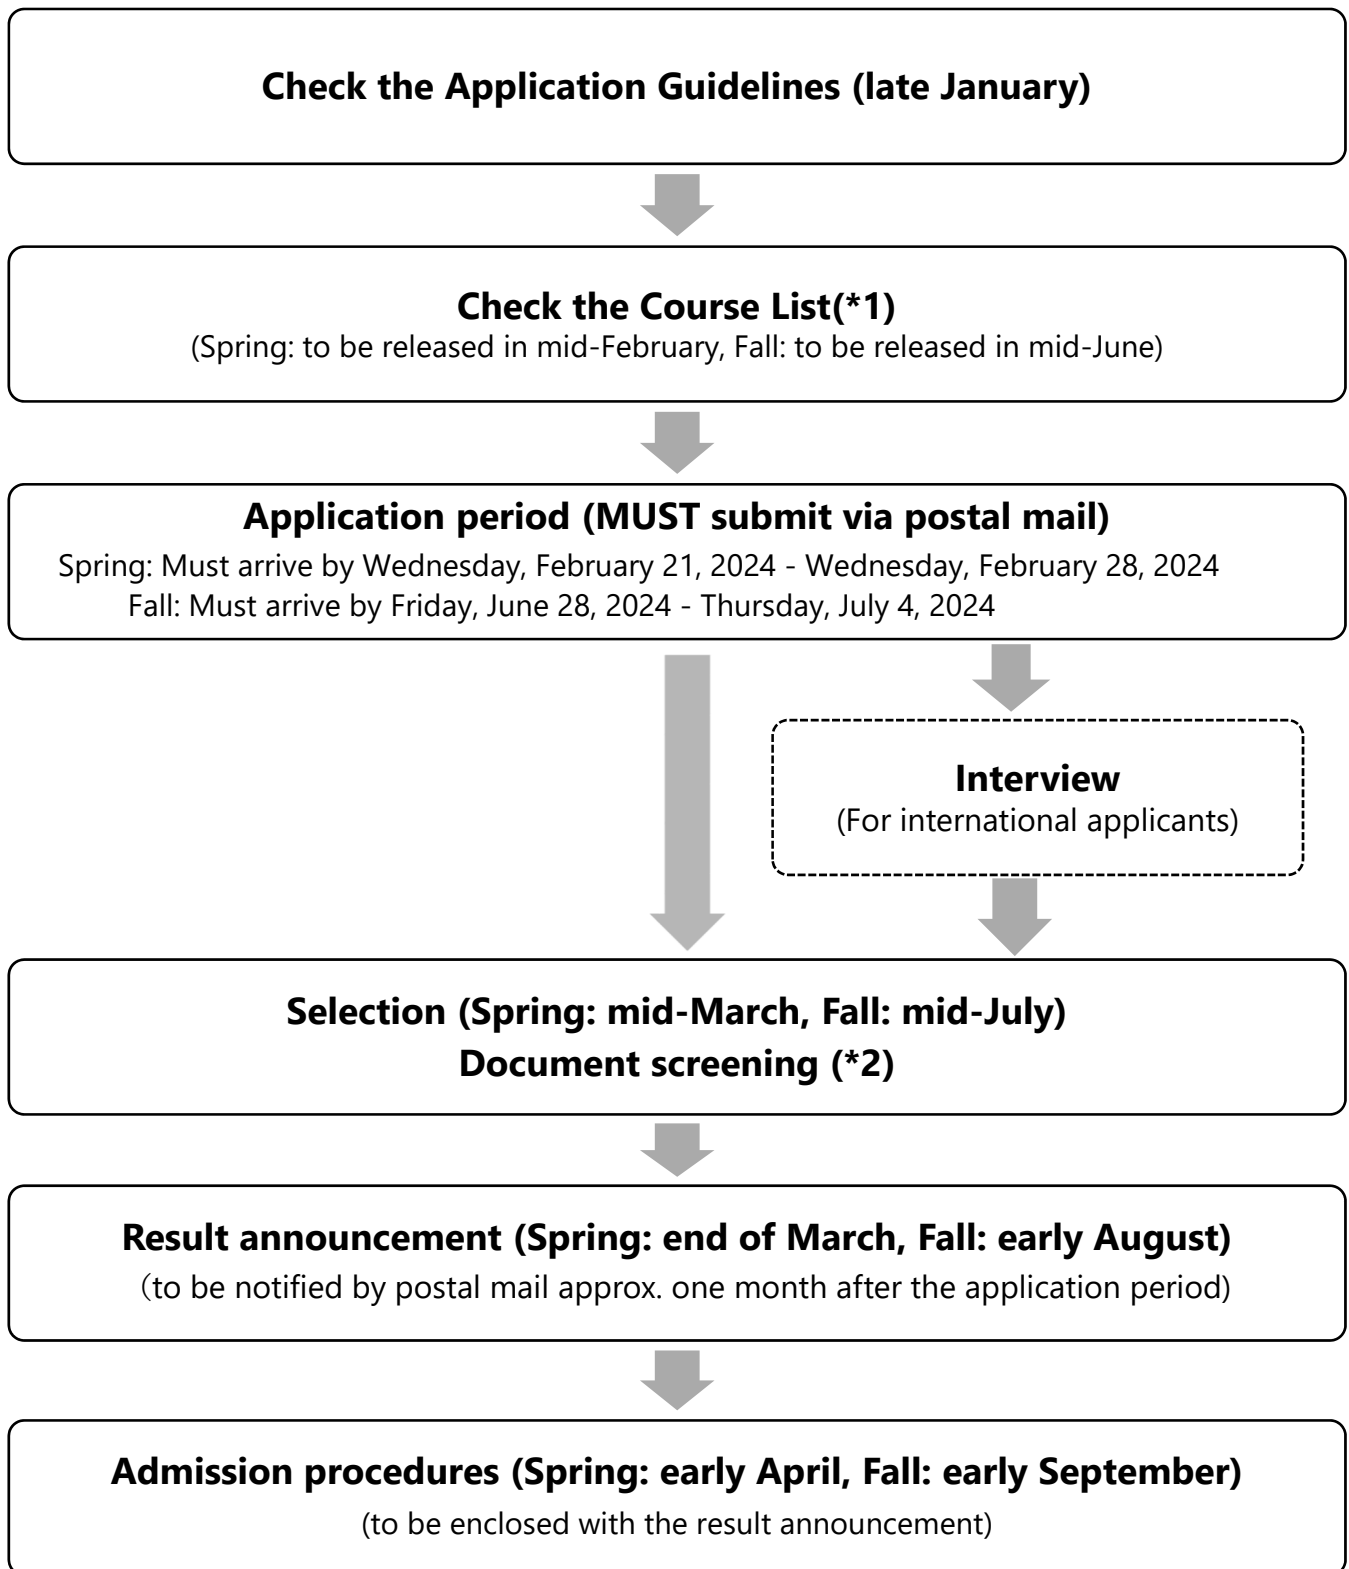 Check the Application Guidelines (late January)
Check the Course List(*1)
(Spring: to be released in mid-February, Fall: to be released in mid-June)
Application period (MUST submit via postal mail)
Spring: Must arrive by Wednesday, February 21, 2024 - Wednesday, February 28, 2024
Fall: Must arrive by Friday, June 28, 2024 - Thursday, July 4, 2024
Interview
(For international applicants)
Selection (Spring: mid-March, Fall: mid-July)
Document screening (*2)
Result announcement (Spring: end of March, Fall: early August)
（to be notified by postal mail approx. one month after the application period)
Admission procedures (Spring: early April, Fall: early September)
(to be enclosed with the result announcement)